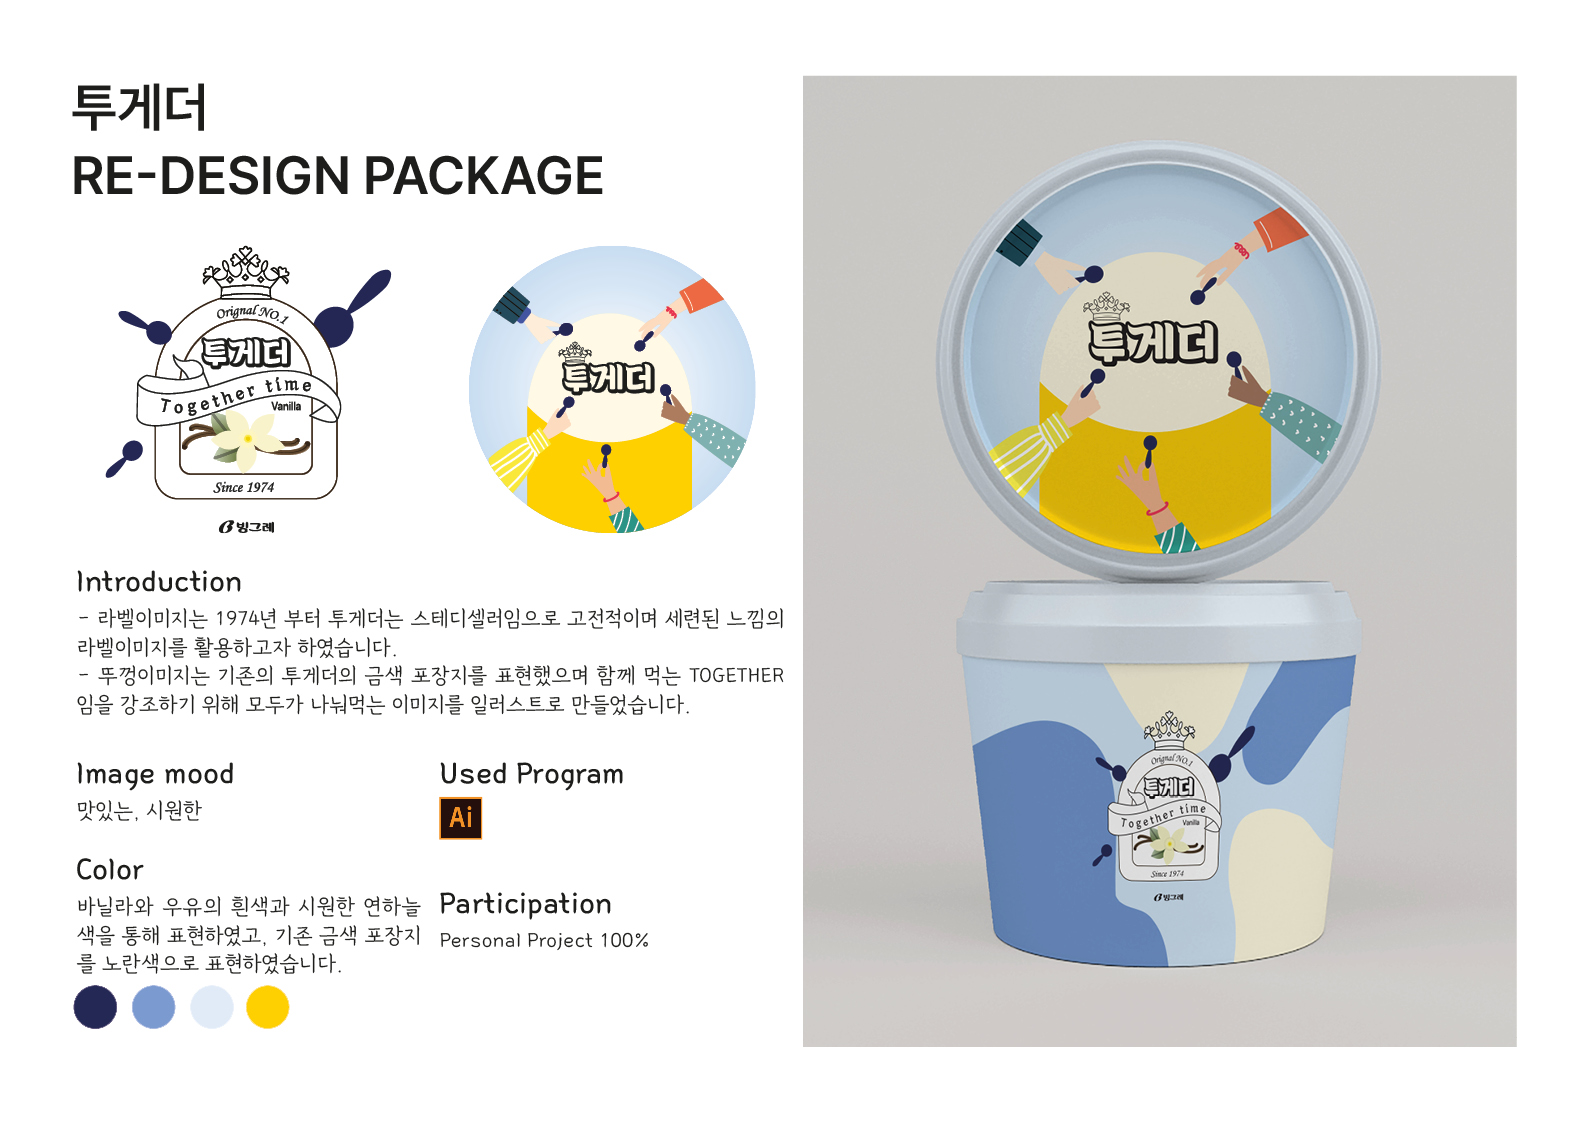 투게더
RE-DESIGN PACKAGE
Orignal NO.1
투게더
Together time
Vanilla
Since 1974
빙그레
투게더
Introduction
- 라벨이미지는 1974년 부터 투게더는 스테디셀러임으로 고전적이며 세련된 느낌의
라벨이미지를 활용하고자 하였습니다.
- 뚜껑이미지는 기존의 투게더의 금색 포장지를 표현했으며 함께 먹는 TOGETHER
임을 강조하기 위해 모두가 나눠먹는 이미지를 일러스트로 만들었습니다.
Image mood
맛있는, 시원한
Used Program
Ai
Color
바닐라와 우유의 흰색과 시원한 연하늘
색을 통해 표현하였고, 기존 금색 포장지
를 노란색으로 표현하였습니다.
Participation
Personal Project 100%
투게더
Orignal NO.1
투게더
Together time
Vanilla
Since 1974
빙그레